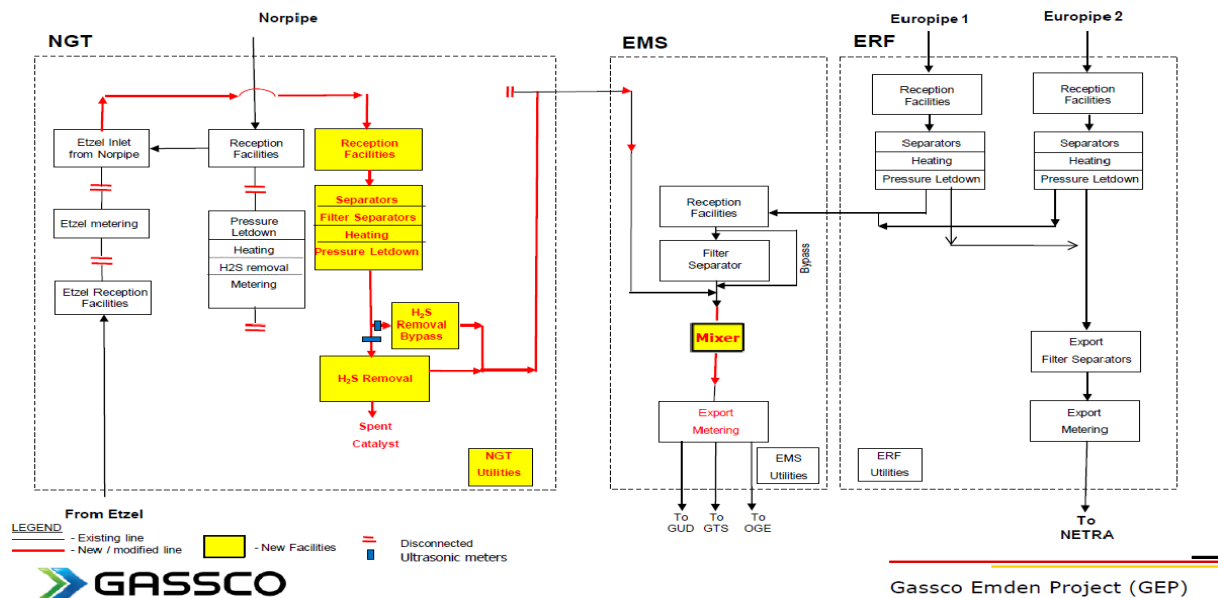 Norpipe
Europipe 1
Europipe 2
NGT
EMS
ERF
Etzel Inlet
from Norpipe
Reception
Facilities
Reception
Facilities
Reception
Facilities
Reception
Facilities
Etzel metering
Pressure
Letdown
Heating
H2S removal
Metering
Separators
Filter Separators
Heating
Pressure Letdown
Separators
Heating
Pressure Letdown
Separators
Heating
Pressure Letdown
Reception
Facilities
Filter
Separator
Bypass
Etzel Reception
Facilities
H₂S
Removal
Bypass
H₂S Removal
Spent
Catalyst
Mixer
Export
Metering
Export
Filter Separators
Export
Metering
NGT
Utilities
EMS
Utilities
ERF
Utilities
To
GUD
To
GTS
To
OGE
To
NETRA
From Etzel
LEGEND
- Existing line
- New / modified line
- New Facilities
Disconnected
Ultrasonic meters
GASSCO
Gassco Emden Project (GEP)